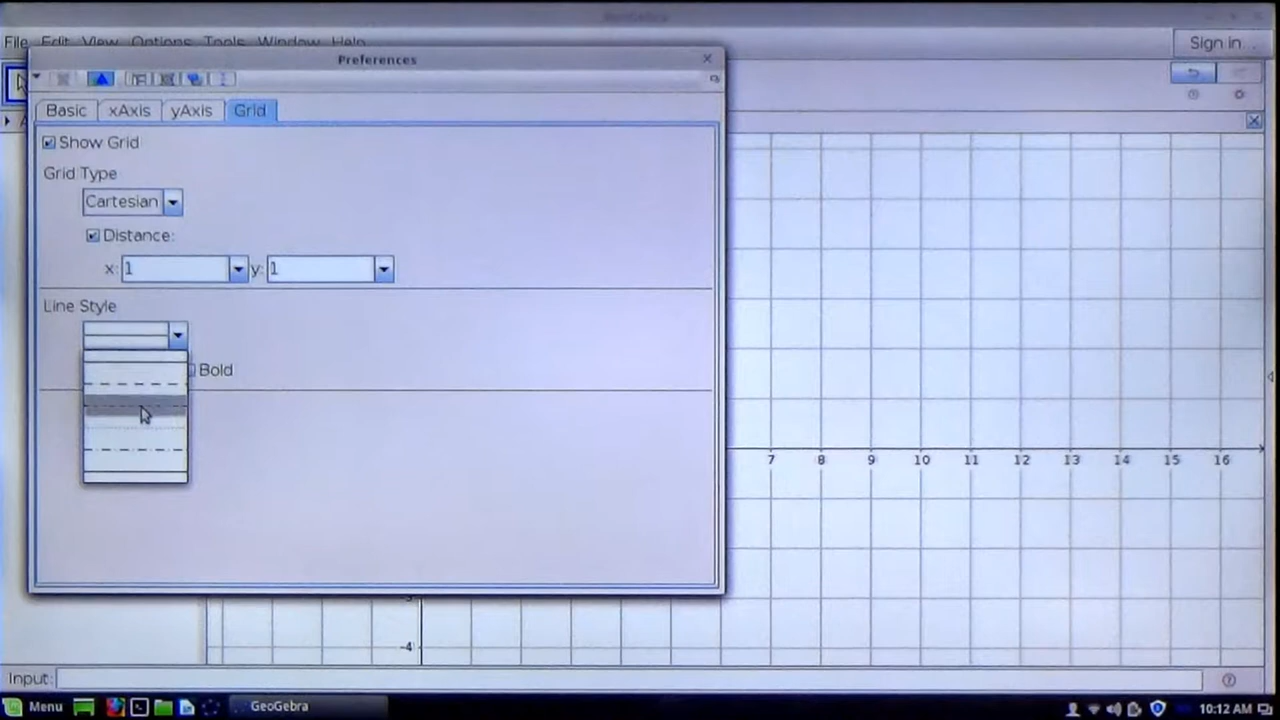 File Edit View Options Tools Window Help
Sign in...
Preferences
Basic xAxis yAxis Grid
Show Grid
Grid Type
Cartesian
Distance:
x: 1 y: 1
Line Style
Bold
7 8 9 10 11 12 13 14 15 16
-4
Input:
Menu GeoGebra 10:12 AM